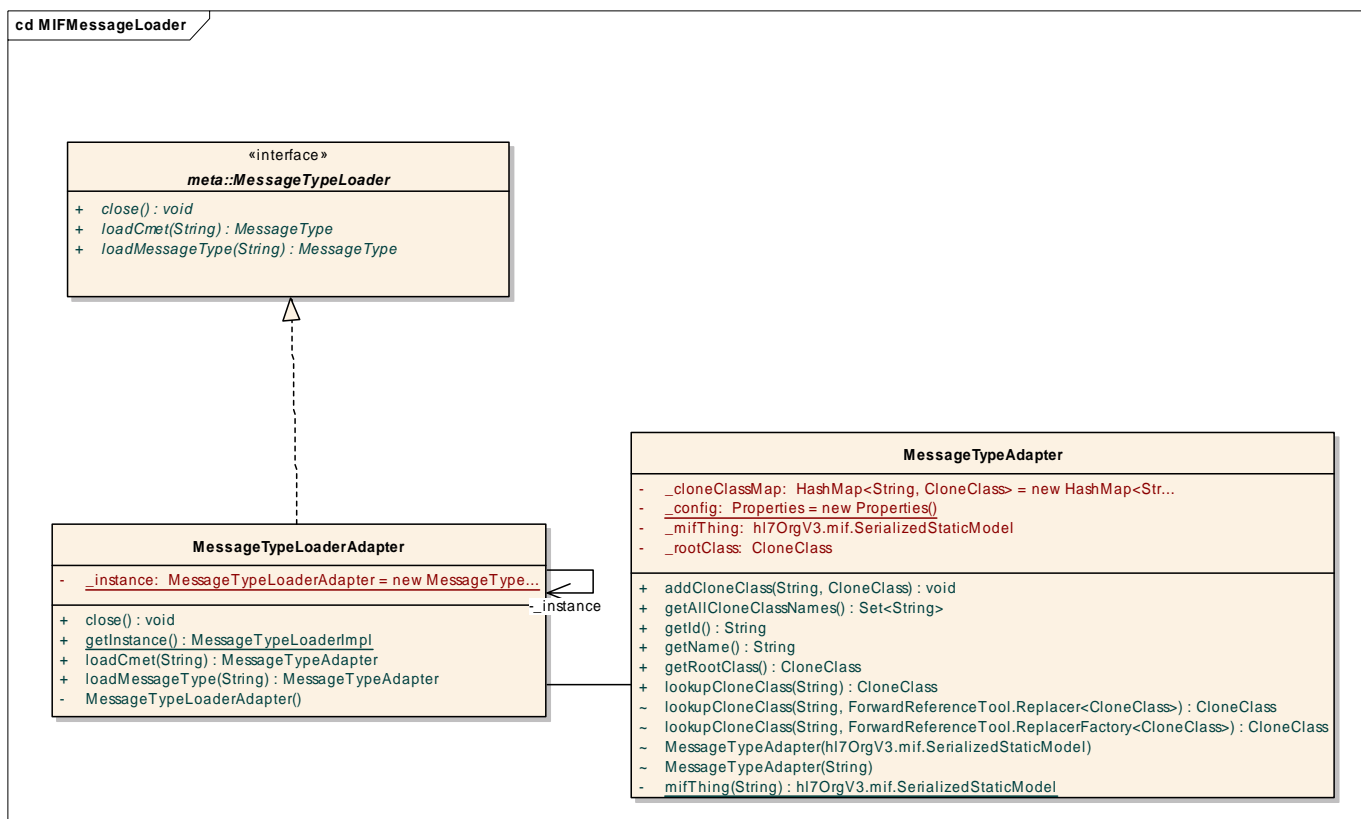 cd MIFMessageLoader
«interface»
meta::MessageTypeLoader
+ close() : void
+ loadCmet(String) : MessageType
+ loadMessageType(String) : MessageType
MessageTypeLoaderAdapter
- _instance: MessageTypeLoaderAdapter = new MessageType...
+ close() : void
+ getInstance() : MessageTypeLoaderImpl
+ loadCmet(String) : MessageTypeAdapter
+ loadMessageType(String) : MessageTypeAdapter
- MessageTypeLoaderAdapter()
-_instance
MessageTypeAdapter
- _cloneClassMap: HashMap<String, CloneClass> = new HashMap<Str...
- _config: Properties = new Properties()
- _mifThing: hl7OrgV3.mif.SerializedStaticModel
- _rootClass: CloneClass
+ addCloneClass(String, CloneClass) : void
+ getAllCloneClassNames() : Set<String>
+ getId() : String
+ getName() : String
+ getRootClass() : CloneClass
+ lookupCloneClass(String) : CloneClass
~ lookupCloneClass(String, ForwardReferenceTool.Replacer<CloneClass>) : CloneClass
~ lookupCloneClass(String, ForwardReferenceTool.ReplacerFactory<CloneClass>) : CloneClass
~ MessageTypeAdapter(hl7OrgV3.mif.SerializedStaticModel)
~ MessageTypeAdapter(String)
- mifThing(String) : hl7OrgV3.mif.SerializedStaticModel